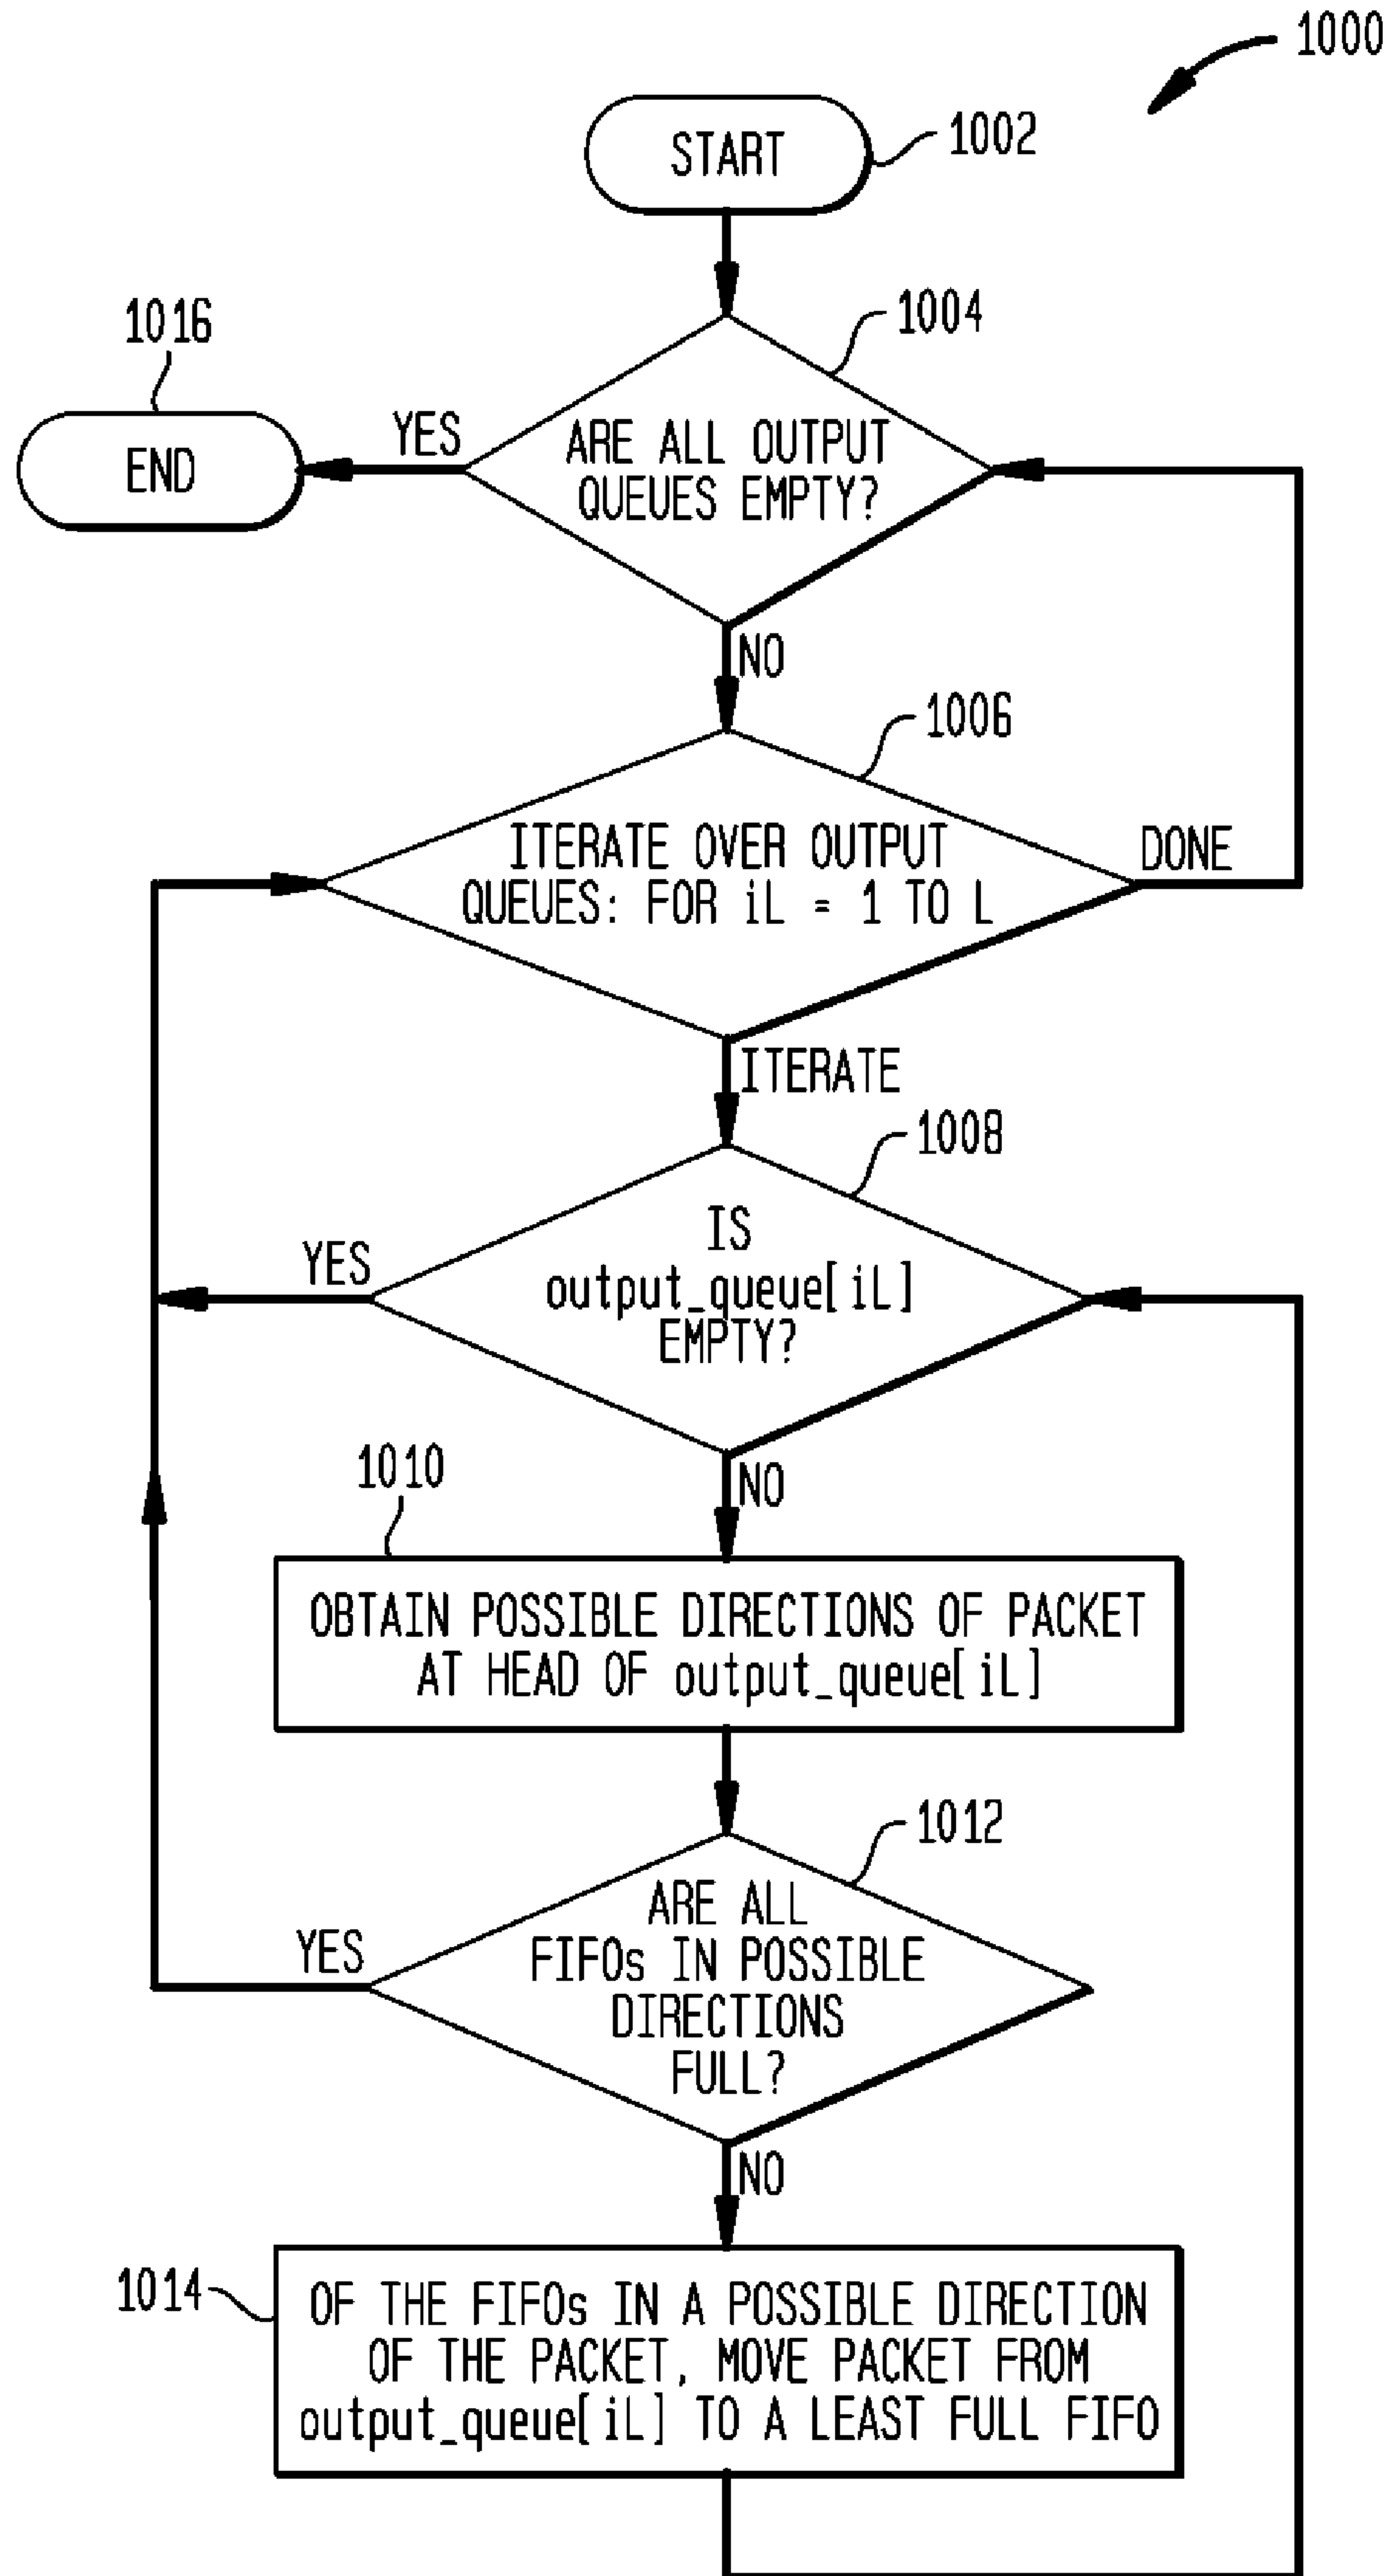 1000
START
1002
1004
1016
ARE ALL OUTPUT
QUEUES EMPTY?
YES
END
NO
1006
ITERATE OVER OUTPUT
QUEUES: FOR iL = 1 TO L
DONE
ITERATE
1008
IS
output_queue[iL]
EMPTY?
YES
NO
1010
OBTAIN POSSIBLE DIRECTIONS OF PACKET
AT HEAD OF output_queue[iL]
1012
ARE ALL
FIFOs IN POSSIBLE
DIRECTIONS
FULL?
YES
NO
1014
OF THE FIFOs IN A POSSIBLE DIRECTION
OF THE PACKET, MOVE PACKET FROM
output_queue[iL] TO A LEAST FULL FIFO